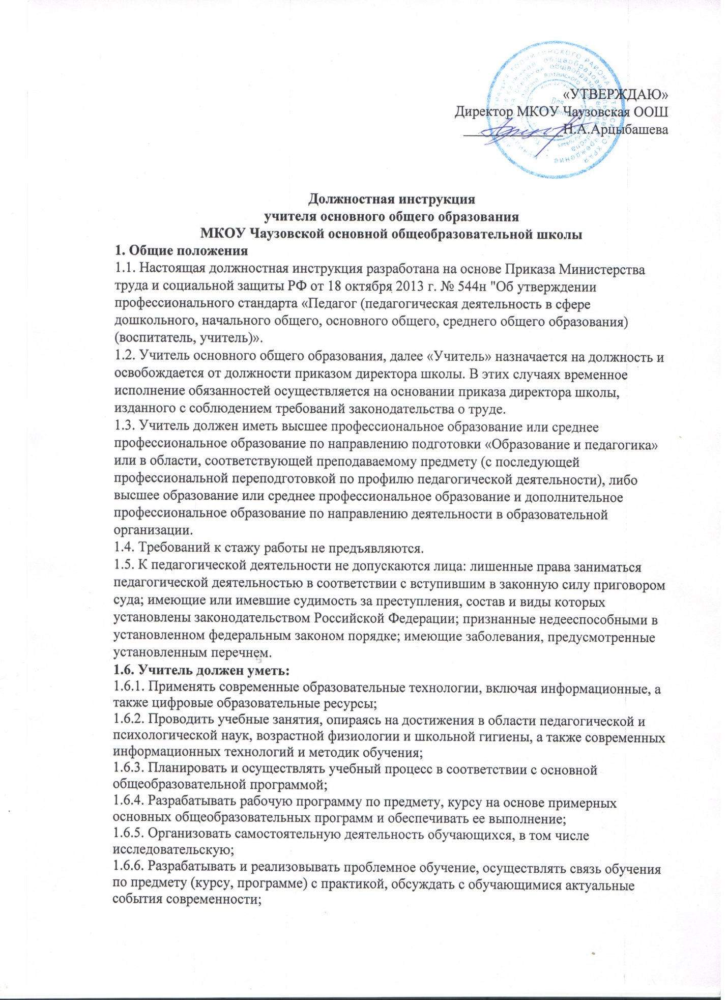 «УТВЕРЖДАЮ»
Директор МКОУ Чаузовская ООШ
______________Н.А.Арцыбашева
Для
документов
Должностная инструкция
учителя основного общего образования
МКОУ Чаузовской основной общеобразовательной школы
1. Общие положения
1.1. Настоящая должностная инструкция разработана на основе Приказа Министерства
труда и социальной защиты РФ от 18 октября 2013 г. № 544н "Об утверждении
профессионального стандарта «Педагог (педагогическая деятельность в сфере
дошкольного, начального общего, основного общего, среднего общего образования)
(воспитатель, учитель)».
1.2. Учитель основного общего образования, далее «Учитель» назначается на должность и
освобождается от должности приказом директора школы. В этих случаях временное
исполнение обязанностей осуществляется на основании приказа директора школы,
изданного с соблюдением требований законодательства о труде.
1.3. Учитель должен иметь высшее профессиональное образование или среднее
профессиональное образование по направлению подготовки «Образование и педагогика»
или в области, соответствующей преподаваемому предмету (с последующей
профессиональной переподготовкой по профилю педагогической деятельности), либо
высшее образование или среднее профессиональное образование и дополнительное
профессиональное образование по направлению деятельности в образовательной
организации.
1.4. Требований к стажу работы не предъявляются.
1.5. К педагогической деятельности не допускаются лица: лишенные права заниматься
педагогической деятельностью в соответствии с вступившим в законную силу приговором
суда; имеющие или имевшие судимость за преступления, состав и виды которых
установлены законодательством Российской Федерации; признанные недееспособными в
установленном федеральным законом порядке; имеющие заболевания, предусмотренные
установленным перечнем.
1.6. Учитель должен уметь:
1.6.1. Применять современные образовательные технологии, включая информационные, а
также цифровые образовательные ресурсы;
1.6.2. Проводить учебные занятия, опираясь на достижения в области педагогической и
психологической наук, возрастной физиологии и школьной гигиены, а также современных
информационных технологий и методик обучения;
1.6.3. Планировать и осуществлять учебный процесс в соответствии с основной
общеобразовательной программой;
1.6.4. Разрабатывать рабочую программу по предмету, курсу на основе примерных
основных общеобразовательных программ и обеспечивать ее выполнение;
1.6.5. Организовать самостоятельную деятельность обучающихся, в том числе
исследовательскую;
1.6.6. Разрабатывать и реализовывать проблемное обучение, осуществлять связь обучения
по предмету (курсу, программе) с практикой, обсуждать с обучающимися актуальные
события современности;